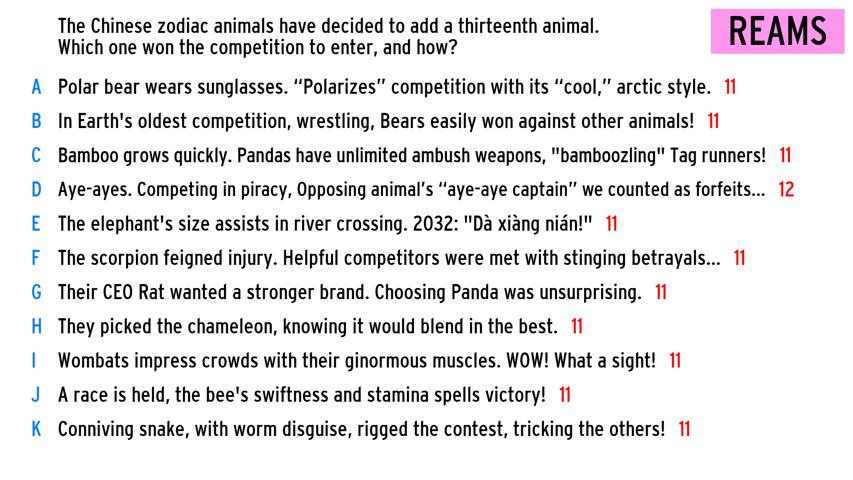 The Chinese zodiac animals have decided to add a thirteenth animal.
Which one won the competition to enter, and how?
REAMS
A Polar bear wears sunglasses. “Polarizes” competition with its “cool,” arctic style. 11
B In Earth's oldest competition, wrestling, Bears easily won against other animals! 11
C Bamboo grows quickly. Pandas have unlimited ambush weapons, "bamboozling" Tag runners! 11
D Aye-ayes. Competing in piracy, Opposing animal’s “aye-aye captain” we counted as forfeits... 12
E The elephant's size assists in river crossing. 2032: "Dà xiàng nián!" 11
F The scorpion feigned injury. Helpful competitors were met with stinging betrayals... 11
G Their CEO Rat wanted a stronger brand. Choosing Panda was unsurprising. 11
H They picked the chameleon, knowing it would blend in the best. 11
I Wombats impress crowds with their ginormous muscles. WOW! What a sight! 11
J A race is held, the bee's swiftness and stamina spells victory! 11
K Conniving snake, with worm disguise, rigged the contest, tricking the others! 11